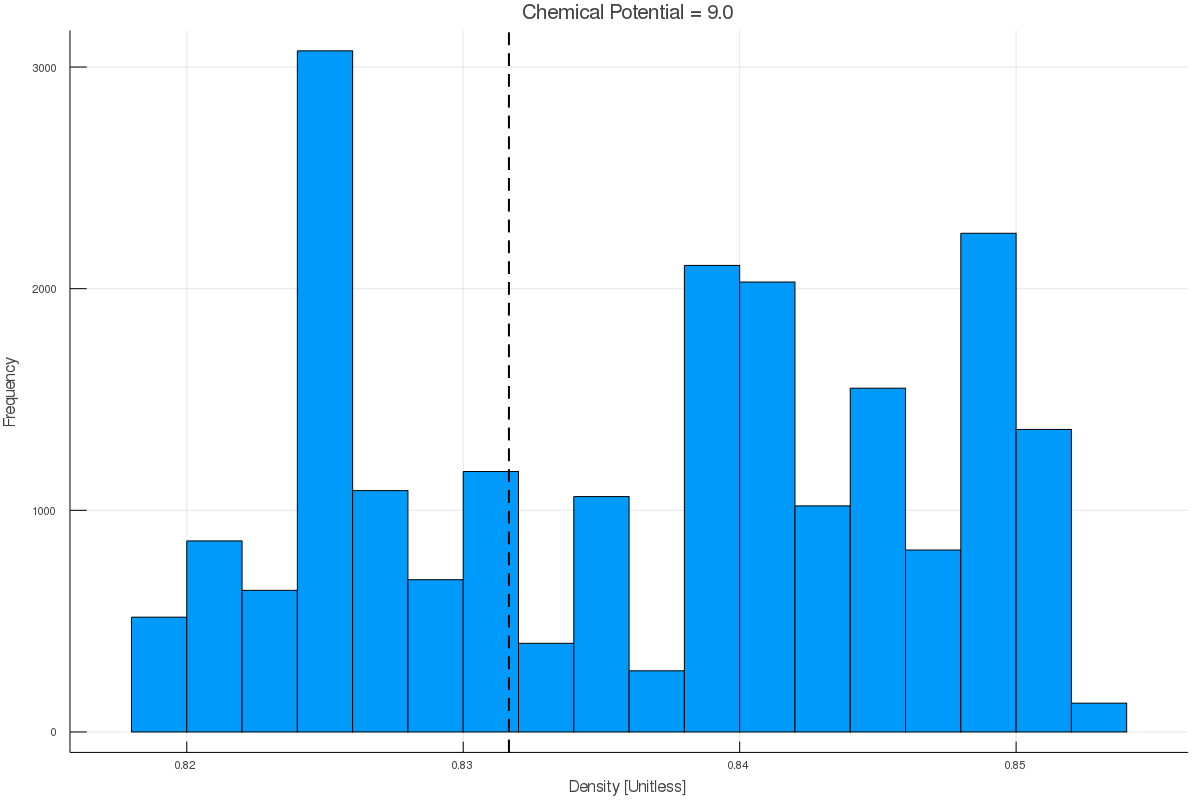 Chemical Potential = 9.0
3000
2000
1000
0
Frequency
0.82
0.83
0.84
0.85
Density [Unitless]